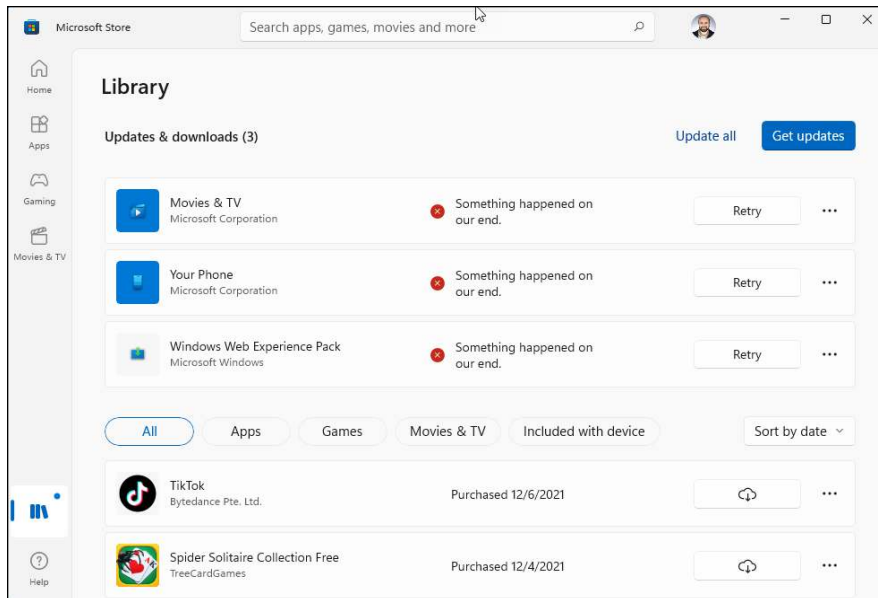 Microsoft Store
Search apps, games, movies and more
Home
Apps
Gaming
Movies & TV
Library
Updates & downloads (3)
Update all
Get updates
Movies & TV
Microsoft Corporation
Something happened on
our end.
Retry
Your Phone
Microsoft Corporation
Something happened on
our end.
Retry
Windows Web Experience Pack
Microsoft Windows
Something happened on
our end.
Retry
All
Apps
Games
Movies & TV
Included with device
Sort by date
TikTok
Bytedance Pte. Ltd.
Purchased 12/6/2021
Spider Solitaire Collection Free
TreeCardGames
Purchased 12/4/2021
Help